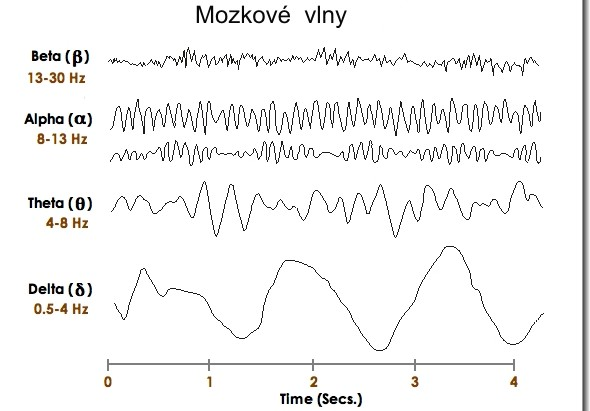 Mozkové vlny
Beta (β)
13-30 Hz
Alpha (α)
8-13 Hz
Theta (θ)
4-8 Hz
Delta (δ)
0.5-4 Hz
0 1 2 3 4
Time (Secs.)